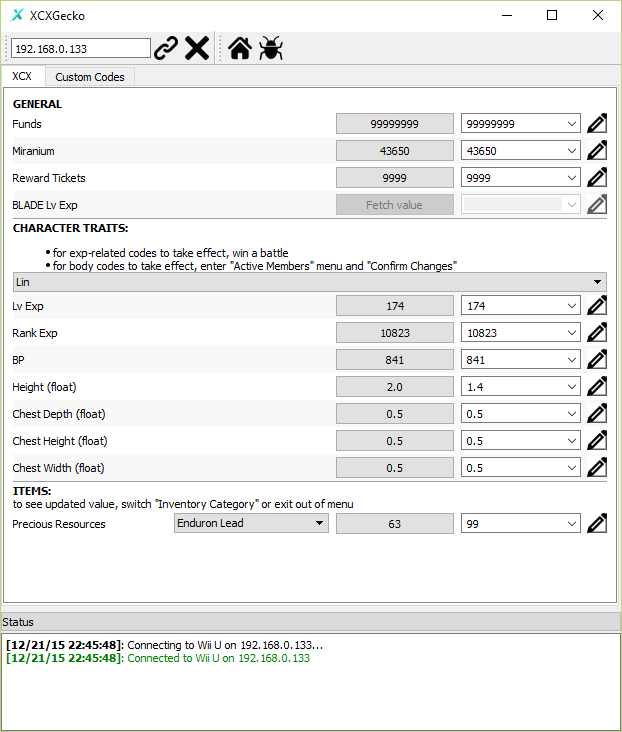 XCXGecko
192.168.0.133
XCX Custom Codes
GENERAL
Funds 99999999 99999999
Miranium 43650 43650
Reward Tickets 9999 9999
BLADE Lv Exp Fetch value
CHARACTER TRAITS:
• for exp-related codes to take effect, win a battle
• for body codes to take effect, enter "Active Members" menu and "Confirm Changes"
Lin
Lv Exp 174 174
Rank Exp 10823 10823
BP 841 841
Height (float) 2.0 1.4
Chest Depth (float) 0.5 0.5
Chest Height (float) 0.5 0.5
Chest Width (float) 0.5 0.5
ITEMS:
to see updated value, switch "Inventory Category" or exit out of menu
Precious Resources Enduron Lead 63 99
Status
[12/21/15 22:45:48]: Connecting to Wii U on 192.168.0.133...
[12/21/15 22:45:48]: Connected to Wii U on 192.168.0.133